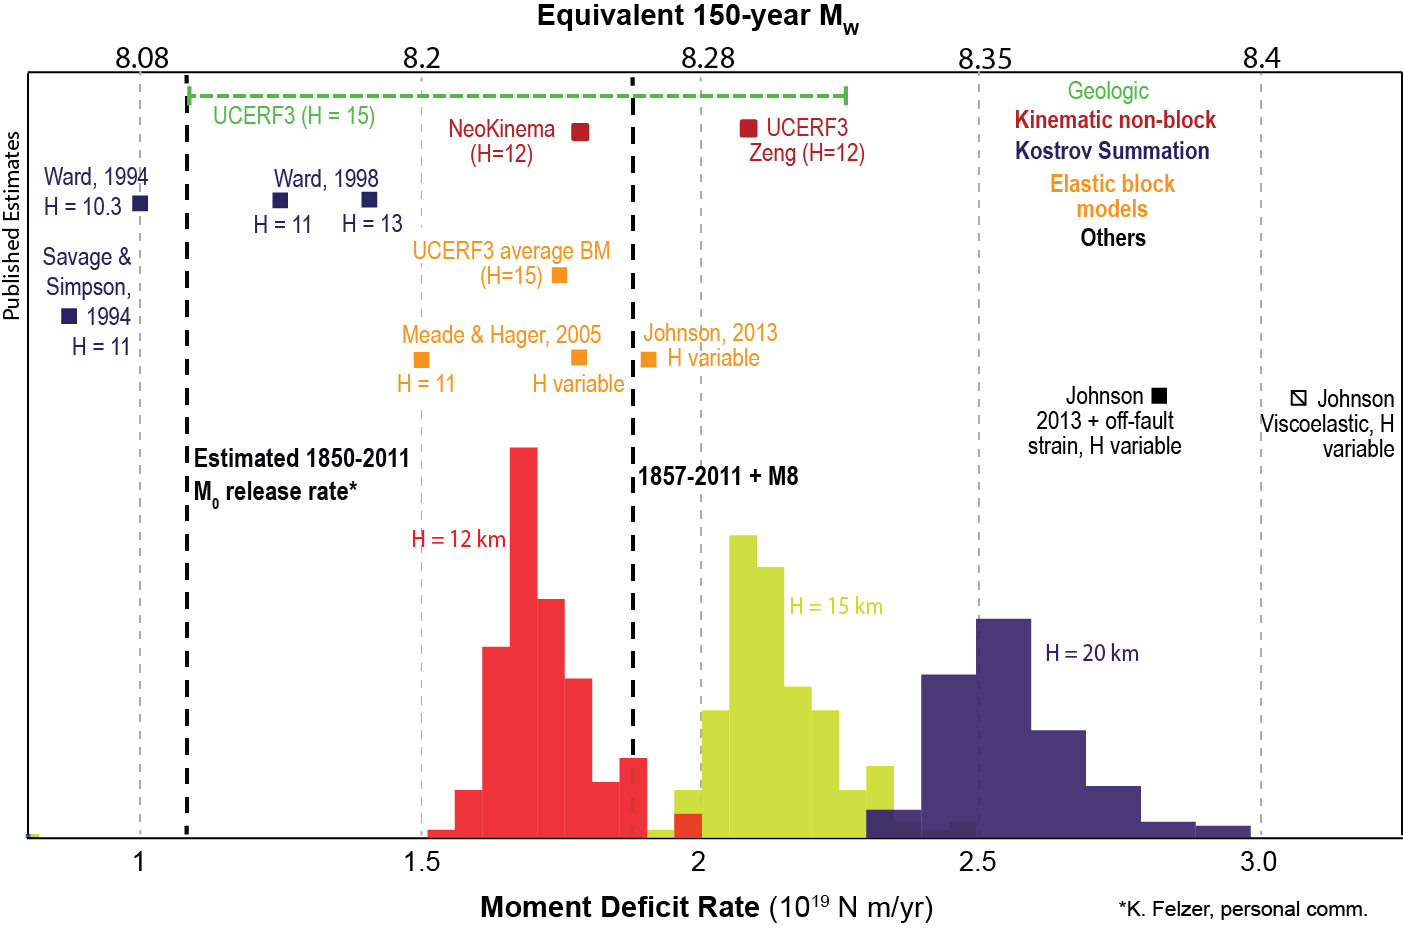 Equivalent 150-year Mw
8.08
8.2
8.28
8.35
8.4
Published Estimates
UCERF3 (H = 15)
NeoKinema
(H=12)
UCERF3
Zeng (H=12)
Geologic
Kinematic non-block
Kostrov Summation
Elastic block
models
Others
Ward, 1994
H = 10.3
Ward, 1998
H = 11
H = 13
Savage &
Simpson,
1994
H = 11
UCERF3 average BM
(H=15)
Meade & Hager, 2005
H = 11
H variable
Johnson, 2013
H variable
Johnson
2013 + off-fault
strain, H variable
Johnson
Viscoelastic, H
variable
Estimated 1850-2011
M0 release rate*
1857-2011 + M8
H = 12 km
H = 15 km
H = 20 km
1
1.5
2
2.5
3.0
Moment Deficit Rate (10¹⁹ N m/yr)
*K. Felzer, personal comm.